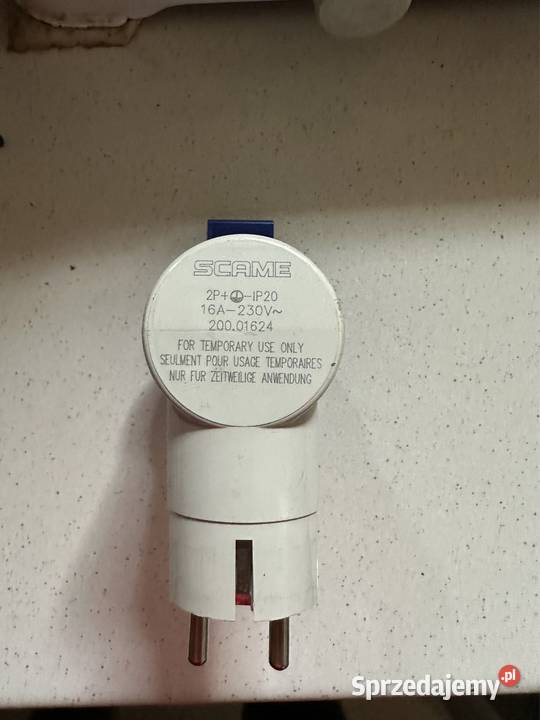 SCAME
2P+⏚-IP20
16A-230V~
200.01624
FOR TEMPORARY USE ONLY
SEULMENT POUR USAGE TEMPORAIRES
NUR FUR ZEITWEILIGE ANWENDUNG
Sprzedajemy.pl